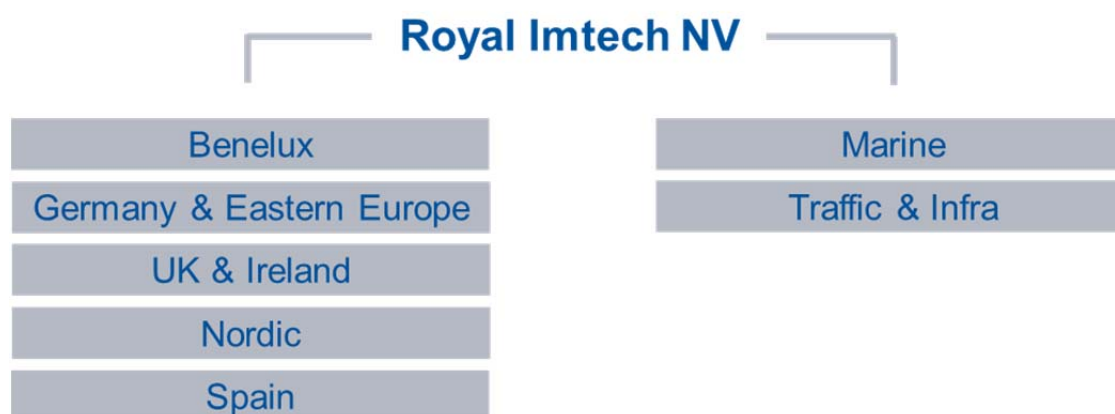 Royal Imtech NV
Benelux
Germany & Eastern Europe
UK & Ireland
Nordic
Spain
Marine
Traffic & Infra